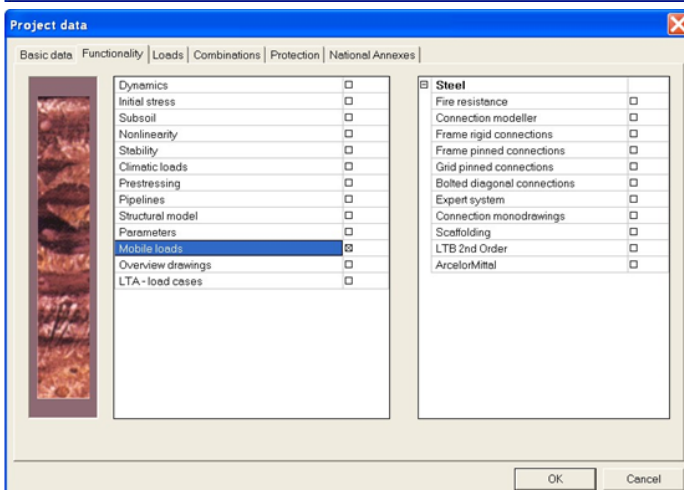 Project data
Basic data Functionality Loads Combinations Protection National Annexes
Dynamics
Initial stress
Subsoil
Nonlinearity
Stability
Climatic loads
Prestressing
Pipelines
Structural model
Parameters
Mobile loads
Overview drawings
LTA - load cases
Steel
Fire resistance
Connection modeller
Frame rigid connections
Frame pinned connections
Grid pinned connections
Bolted diagonal connections
Expert system
Connection monodrawings
Scaffolding
LTB 2nd Order
ArcelorMittal
OK Cancel